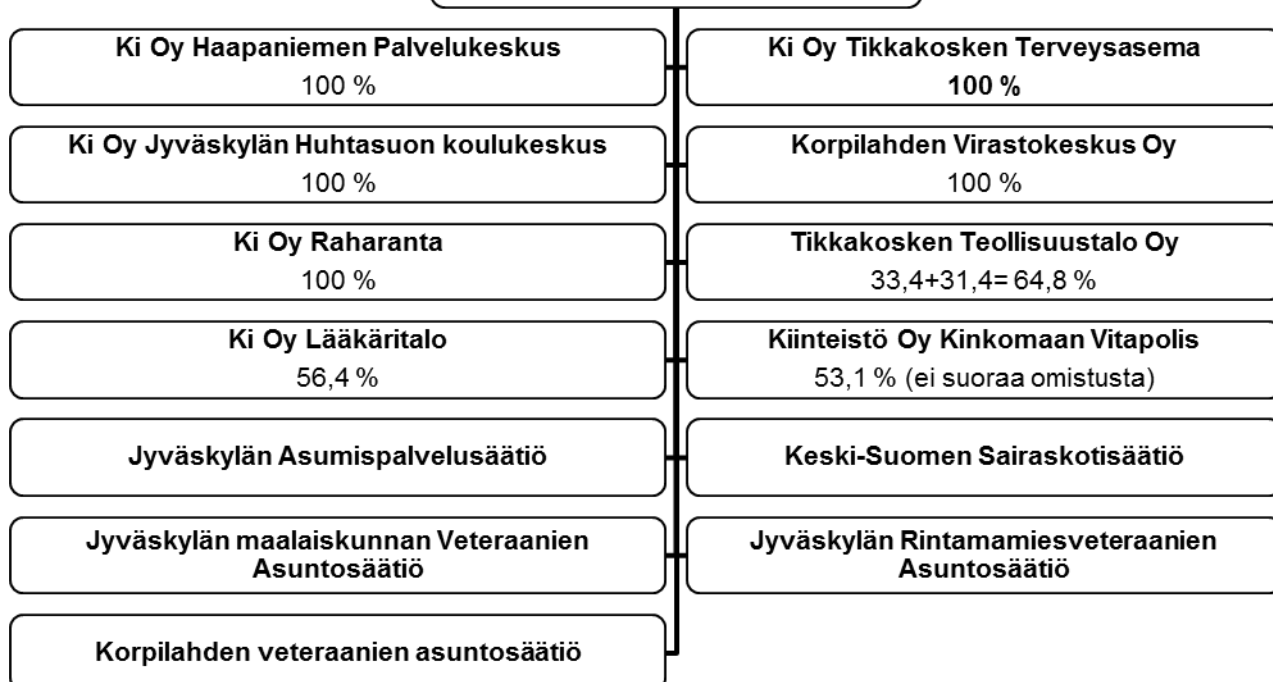 Ki Oy Haapaniemen Palvelukeskus
100 %
Ki Oy Tikkakosken Terveysasema
100 %
Ki Oy Jyväskylän Huhtasuon koulukeskus
100 %
Korpilahden Virastokeskus Oy
100 %
Ki Oy Raharanta
100 %
Tikkakosken Teollisuustalo Oy
33,4+31,4= 64,8 %
Ki Oy Lääkäritalo
56,4 %
Kiinteistö Oy Kinkomaan Vitapolis
53,1 % (ei suoraa omistusta)
Jyväskylän Asumispalvelusäätiö
Keski-Suomen Sairaskotisäätiö
Jyväskylän maalaiskunnan Veteraanien
Asuntosäätiö
Jyväskylän Rintamamiesveteraanien
Asuntosäätiö
Korpilahden veteraanien asuntosäätiö